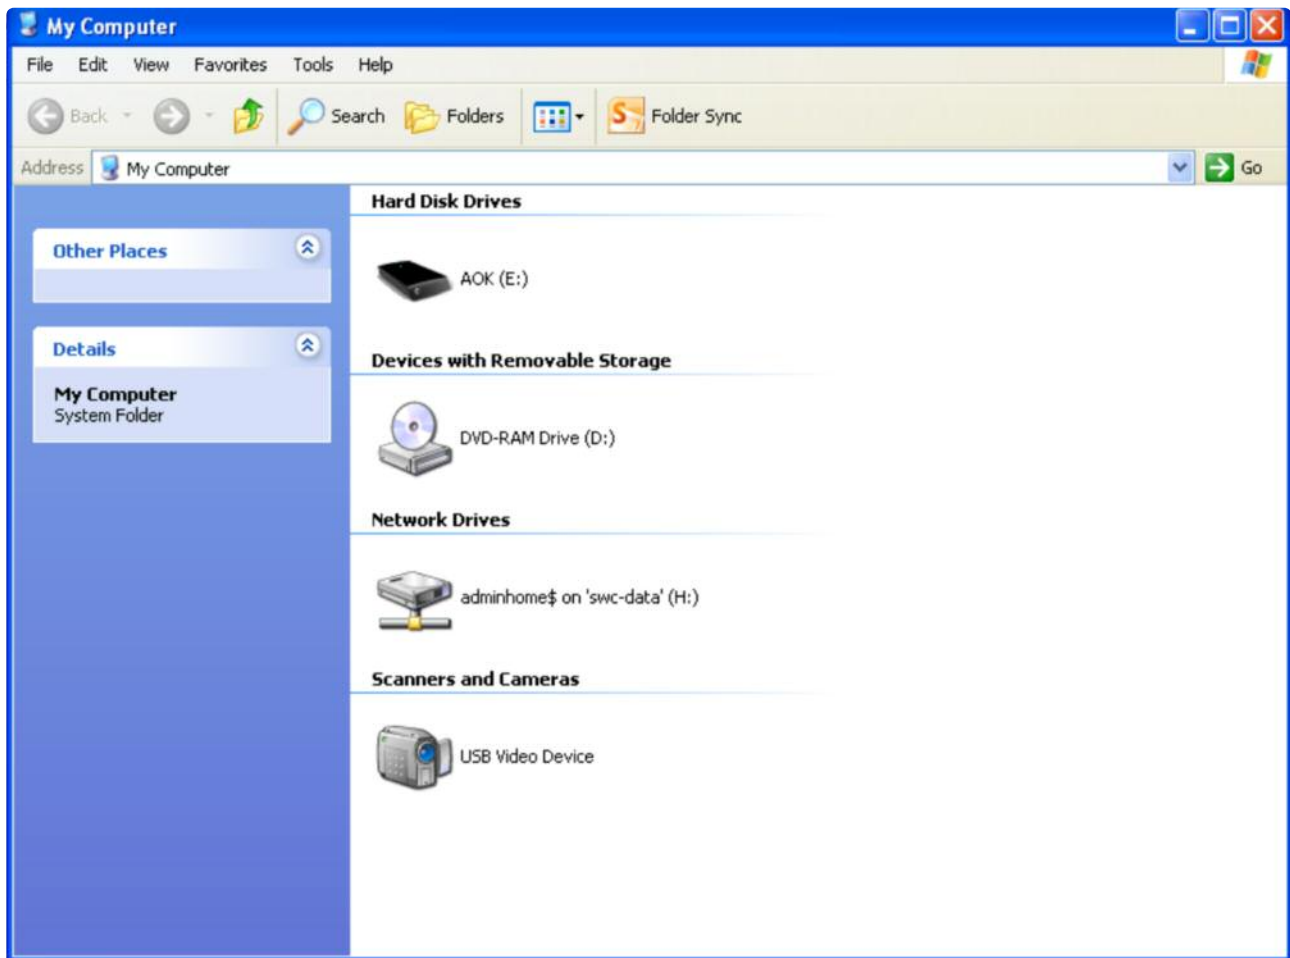 My Computer
File Edit View Favorites Tools Help
Back Search Folders Folder Sync
Address My Computer Go
Other Places
Details
My Computer
System Folder
Hard Disk Drives
AOK (E:)
Devices with Removable Storage
DVD-RAM Drive (D:)
Network Drives
adminhome$ on 'swc-data' (H:)
Scanners and Cameras
USB Video Device